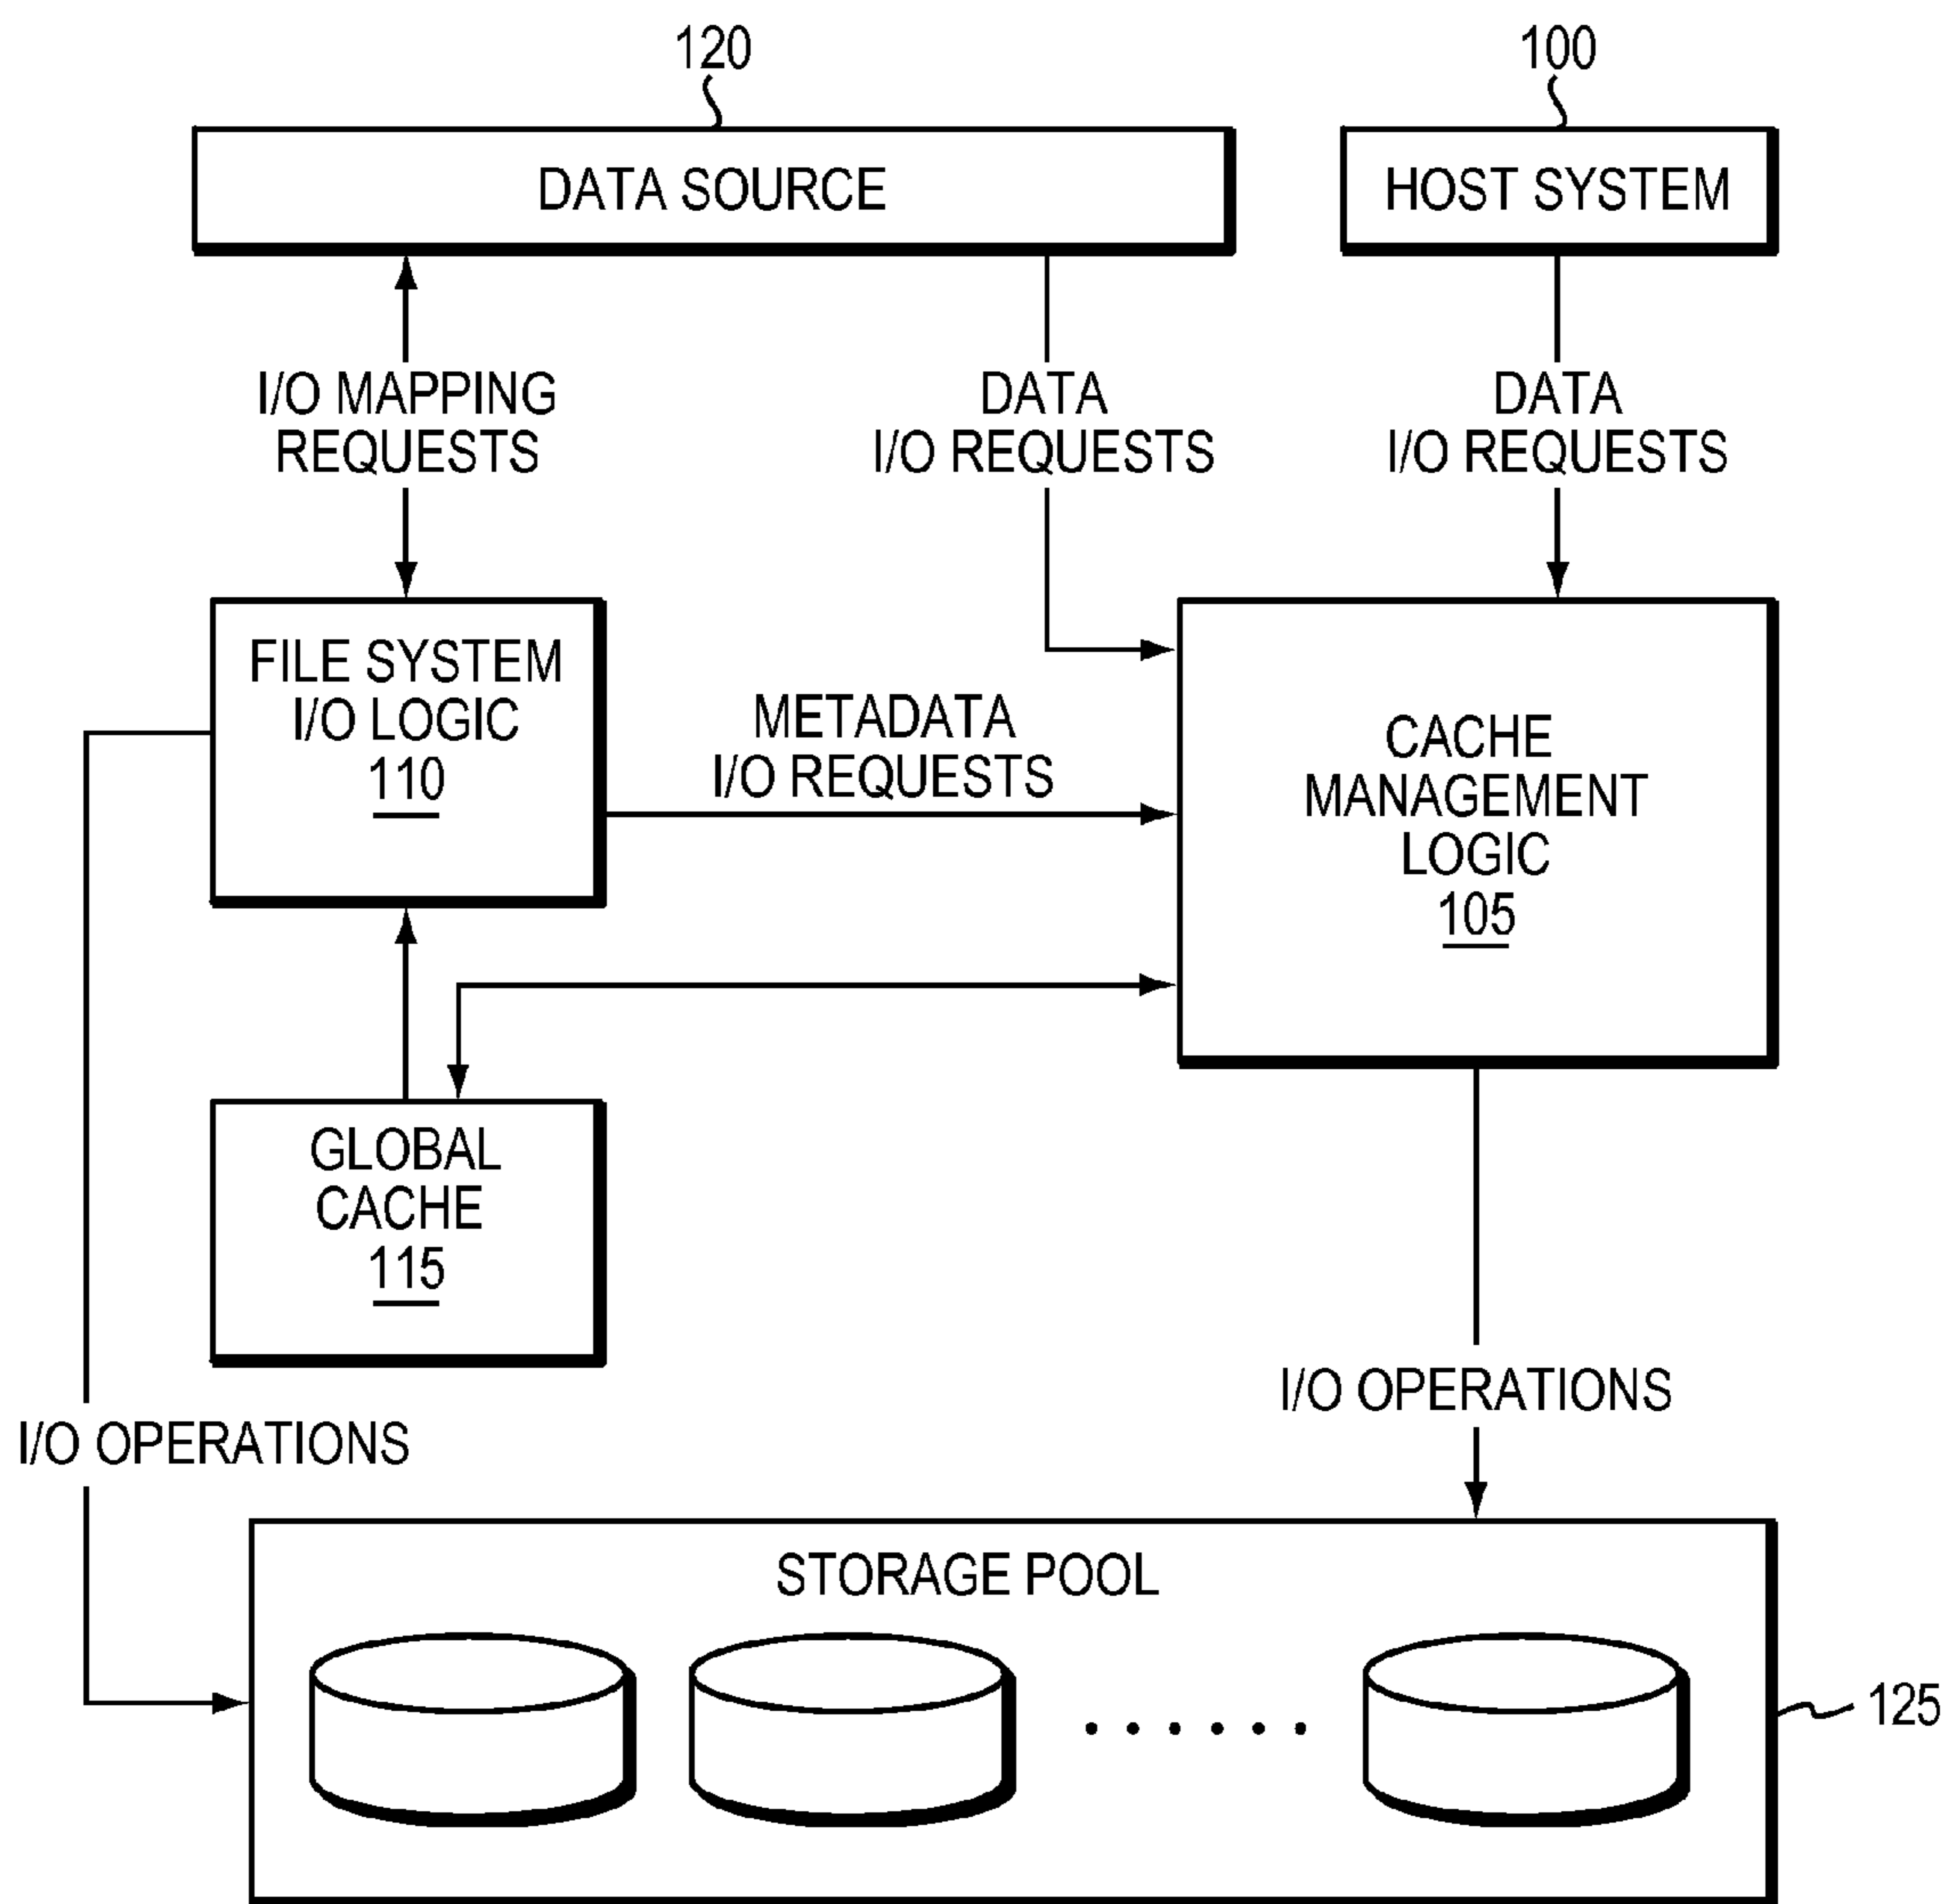 120
100
DATA SOURCE
HOST SYSTEM
I/O MAPPING
REQUESTS
DATA
I/O REQUESTS
DATA
I/O REQUESTS
FILE SYSTEM
I/O LOGIC
110
METADATA
I/O REQUESTS
CACHE
MANAGEMENT
LOGIC
105
GLOBAL
CACHE
115
I/O OPERATIONS
I/O OPERATIONS
STORAGE POOL
125